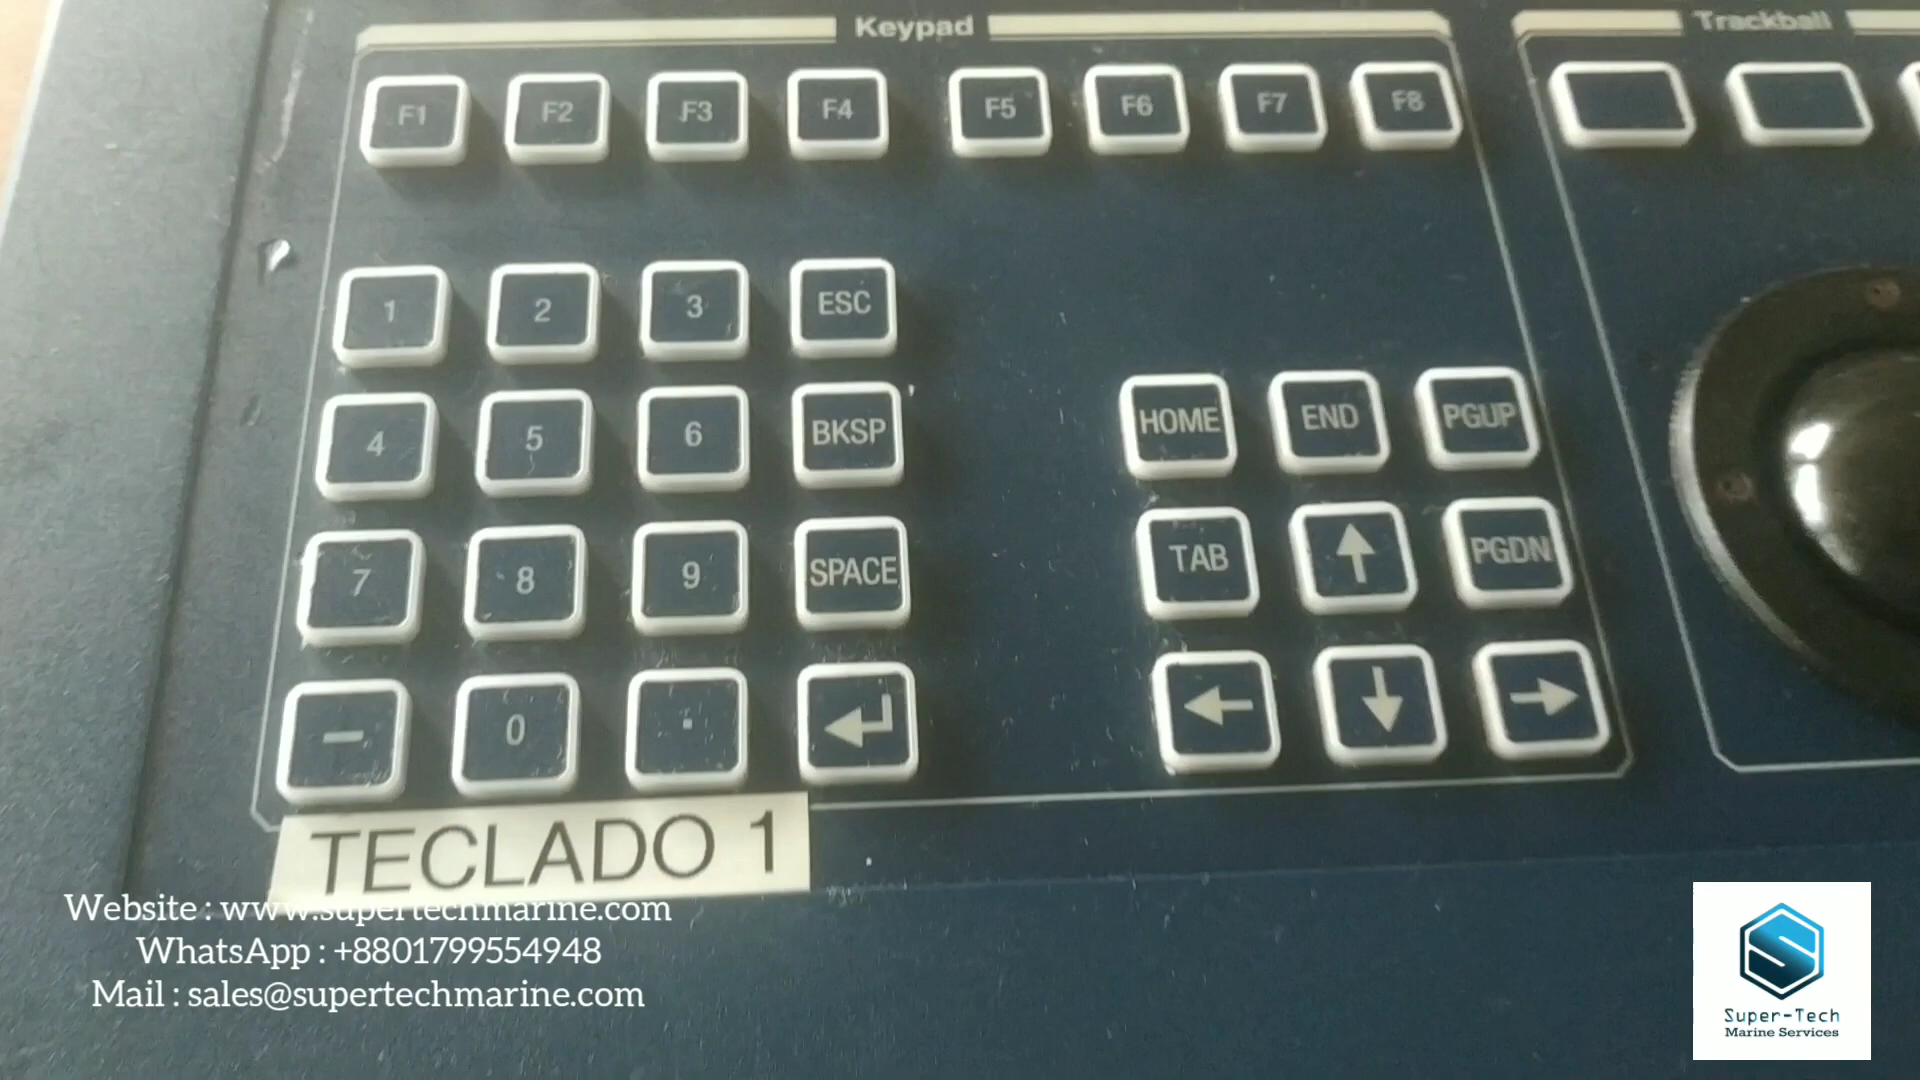 Keypad
Trackball
F1 F2 F3 F4 F5 F6 F7 F8
1 2 3 ESC
4 5 6 BKSP
HOME END PGUP
7 8 9 SPACE
TAB ↑ PGDN
- 0 . ↵
← ↓ →
TECLADO 1
Website : www.supertechmarine.com
WhatsApp : +8801799554948
Mail : sales@supertechmarine.com
Super-Tech
Marine Services